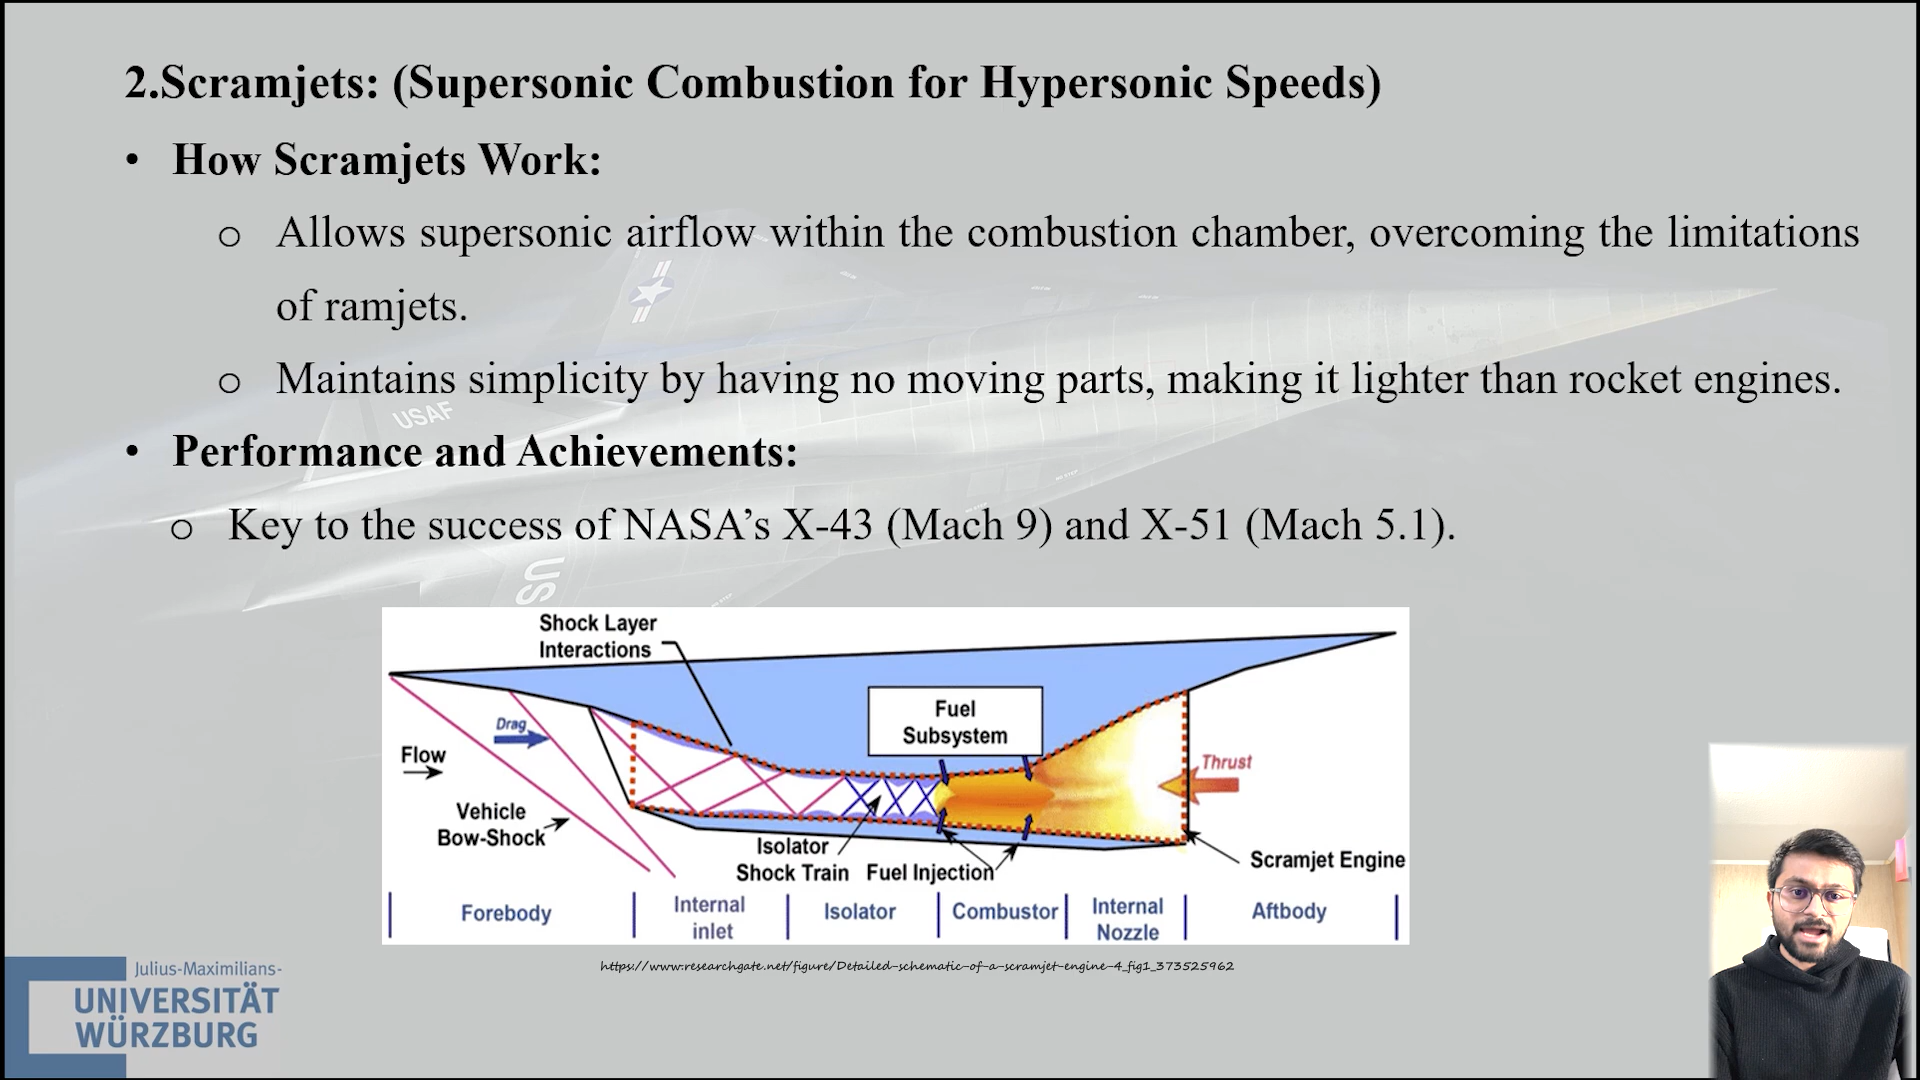 2.Scramjets: (Supersonic Combustion for Hypersonic Speeds)
• How Scramjets Work:
o Allows supersonic airflow within the combustion chamber, overcoming the limitations
of ramjets.
o Maintains simplicity by having no moving parts, making it lighter than rocket engines.
• Performance and Achievements:
o Key to the success of NASA’s X-43 (Mach 9) and X-51 (Mach 5.1).
USAF
US
Shock Layer
Interactions
Fuel
Subsystem
Drag
Flow
Thrust
Vehicle
Bow-Shock
Isolator
Shock Train
Fuel Injection
Scramjet Engine
Forebody
Internal
inlet
Isolator
Combustor
Internal
Nozzle
Aftbody
https://www.researchgate.net/figure/Detailed-schematic-of-a-scramjet-engine-4_fig1_373525962
Julius-Maximilians-
UNIVERSITÄT
WÜRZBURG